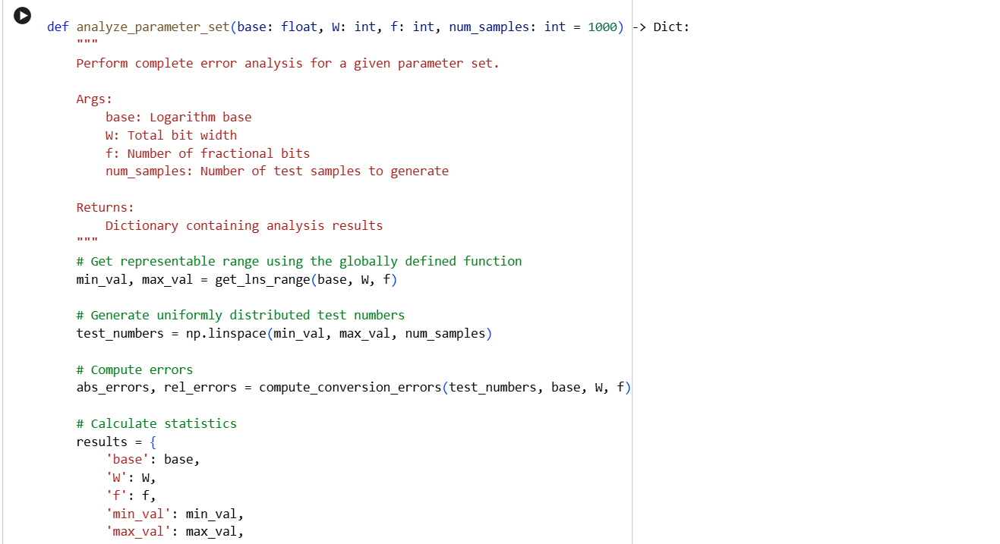 def analyze_parameter_set(base: float, W: int, f: int, num_samples: int = 1000) -> Dict:
    """
    Perform complete error analysis for a given parameter set.

    Args:
        base: Logarithm base
        W: Total bit width
        f: Number of fractional bits
        num_samples: Number of test samples to generate

    Returns:
        Dictionary containing analysis results
    """
    # Get representable range using the globally defined function
    min_val, max_val = get_lns_range(base, W, f)

    # Generate uniformly distributed test numbers
    test_numbers = np.linspace(min_val, max_val, num_samples)

    # Compute errors
    abs_errors, rel_errors = compute_conversion_errors(test_numbers, base, W, f)

    # Calculate statistics
    results = {
        'base': base,
        'W': W,
        'f': f,
        'min_val': min_val,
        'max_val': max_val,